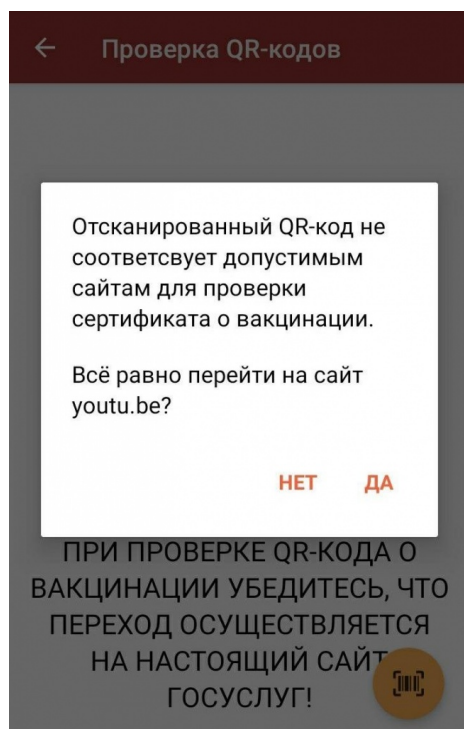 Проверка QR-кодов
Отсканированный QR-код не
соответсвует допустимым
сайтам для проверки
сертификата о вакцинации.
Всё равно перейти на сайт
youtu.be?
НЕТ ДА
ПРИ ПРОВЕРКЕ QR-КОДА О
ВАКЦИНАЦИИ УБЕДИТЕСЬ, ЧТО
ПЕРЕХОД ОСУЩЕСТВЛЯЕТСЯ
НА НАСТОЯЩИЙ САЙТ
ГОСУСЛУГ!